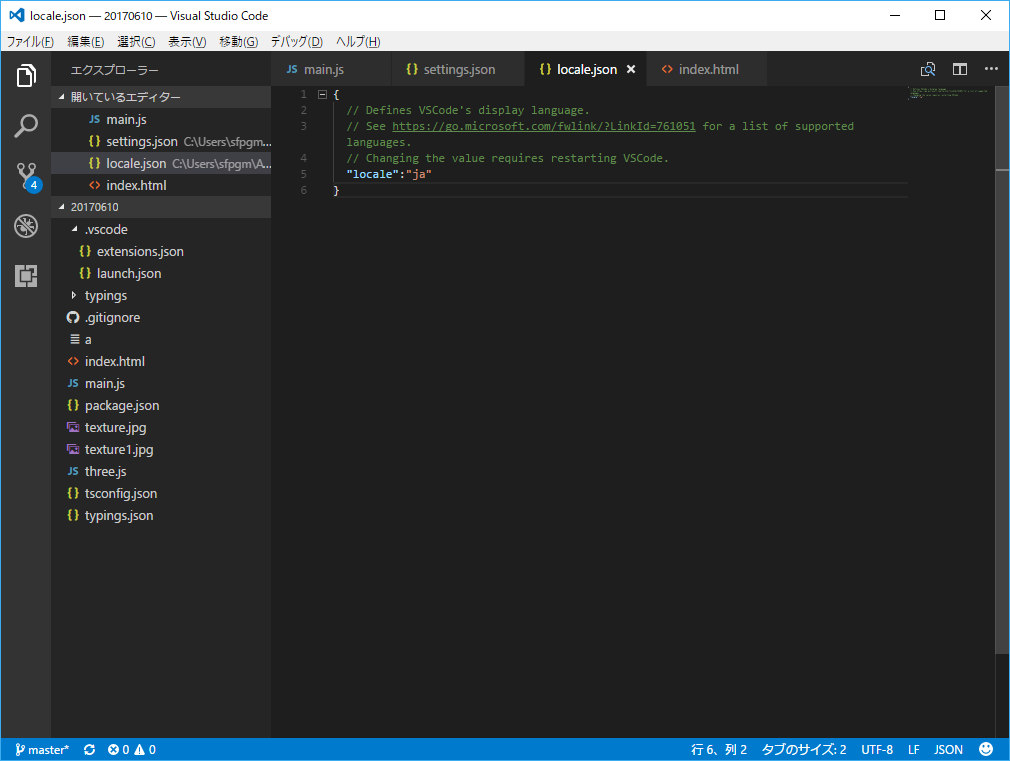 locale.json — 20170610 — Visual Studio Code
ファイル(F) 編集(E) 選択(C) 表示(V) 移動(G) デバッグ(D) ヘルプ(H)
エクスプローラー
開いているエディター
JS main.js
{} settings.json C:\Users\sfpgm...
{} locale.json C:\Users\sfpgm\A...
<> index.html
20170610
.vscode
{} extensions.json
{} launch.json
typings
.gitignore
a
<> index.html
JS main.js
{} package.json
texture.jpg
texture1.jpg
JS three.js
{} tsconfig.json
{} typings.json
4
JS main.js {} settings.json {} locale.json × <> index.html
1 {
2 // Defines VSCode's display language.
3 // See https://go.microsoft.com/fwlink/?LinkId=761051 for a list of supported
languages.
4 // Changing the value requires restarting VSCode.
5 "locale":"ja"
6 }
master* 0 0 行 6、列 2 タブのサイズ: 2 UTF-8 LF JSON